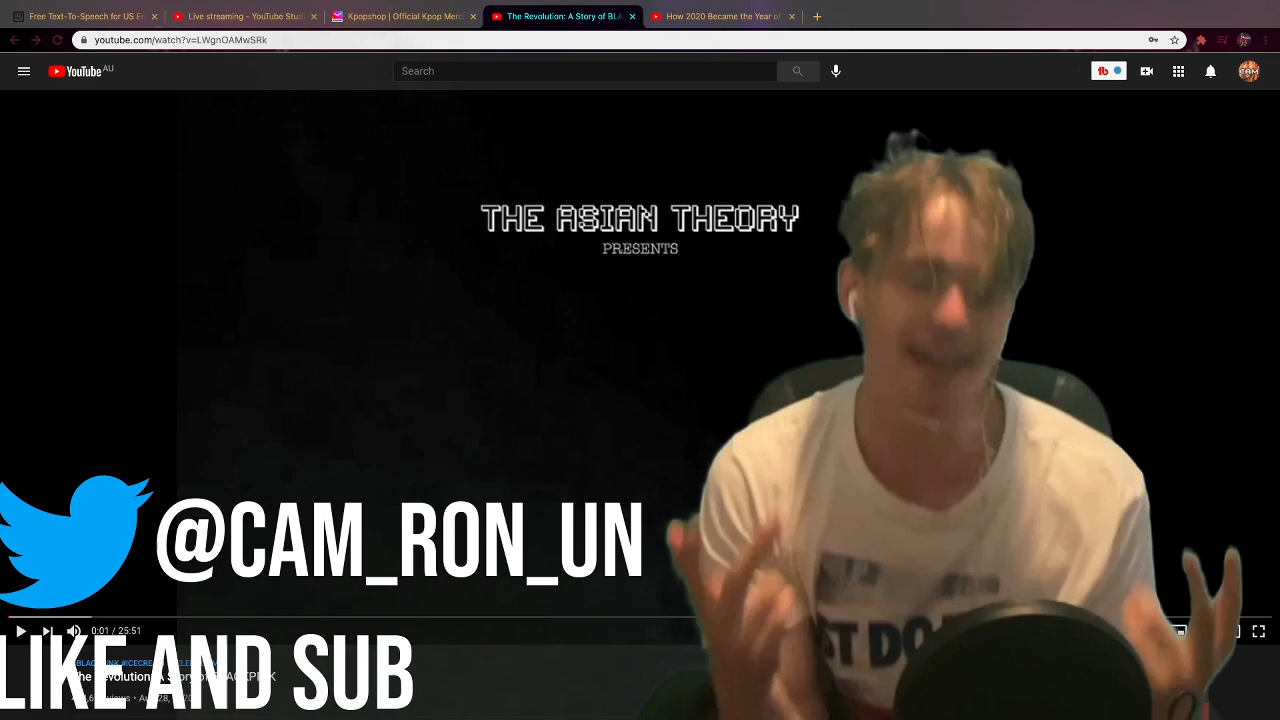 Free Text-To-Speech for US E
Live streaming - YouTube Stud
Kpopshop | Official Kpop Merc
The Revolution: A Story of BLA
How 2020 Became the Year of
youtube.com/watch?v=LWgnOAMwSRk
YouTube AU
Search
THE ASIAN THEORY
PRESENTS
@CAM_RON_UN
0:01 / 25:51
LIKE AND SUB